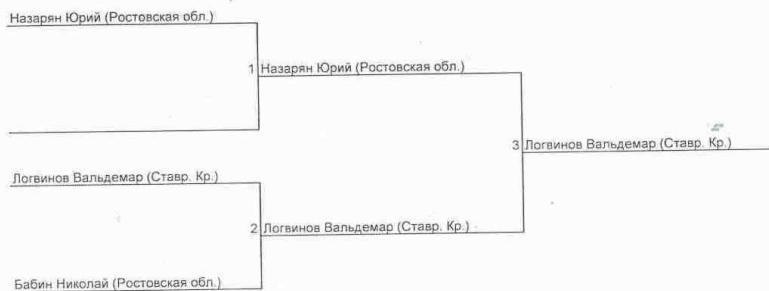 Назарян Юрий (Ростовская обл.)
1 Назарян Юрий (Ростовская обл.)
3 Логвинов Вальдемар (Ставр. Кр.)
Логвинов Вальдемар (Ставр. Кр.)
2 Логвинов Вальдемар (Ставр. Кр.)
Бабин Николай (Ростовская обл.)